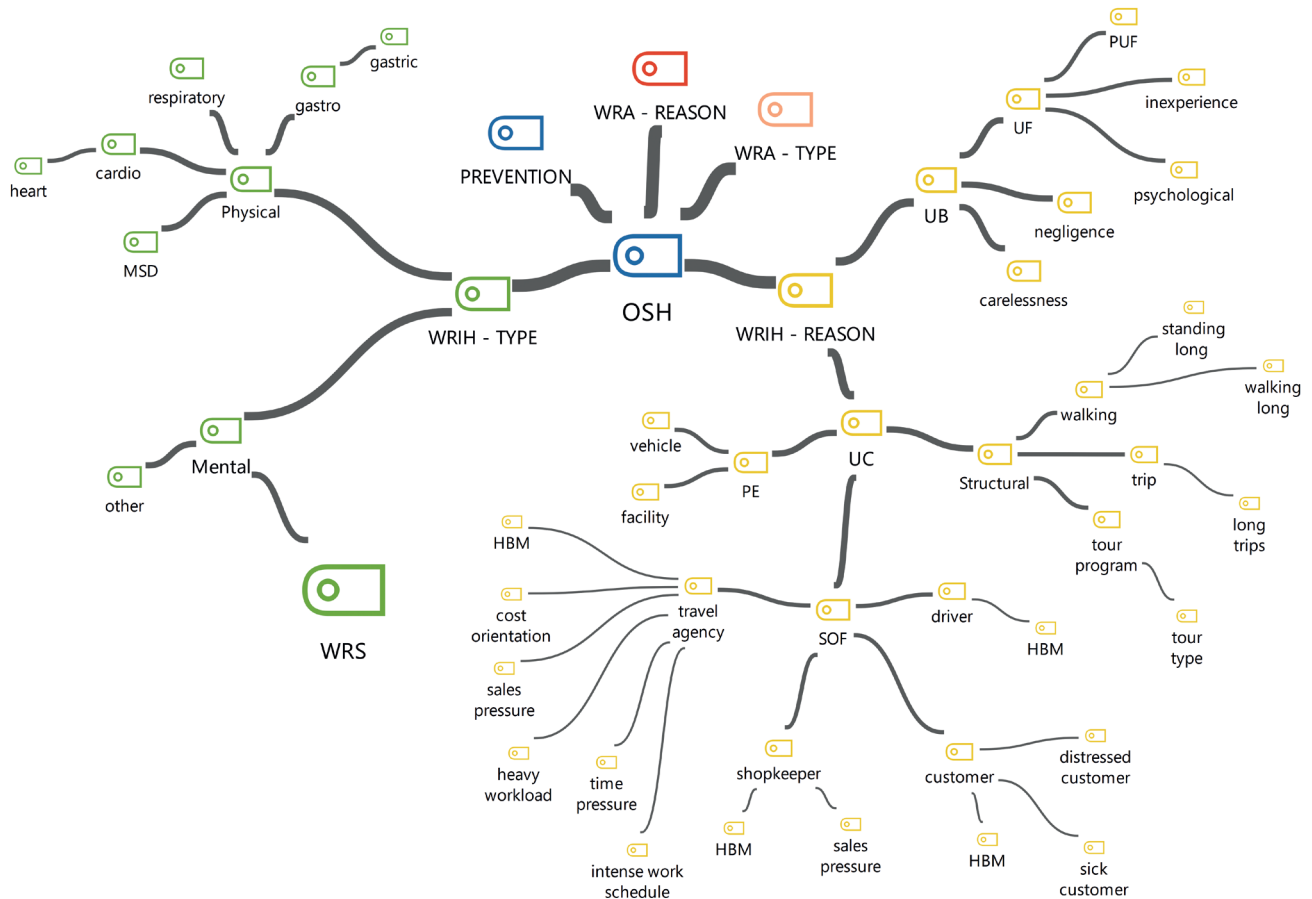 PUF
gastric
respiratory
gastro
inexperience
WRA - REASON
UF
WRA - TYPE
cardio
PREVENTION
heart
psychological
Physical
UB
negligence
MSD
carelessness
OSH
WRIH - TYPE
WRIH - REASON
standing
long
walking
long
walking
vehicle
UC
Mental
Structural
trip
PE
other
facility
long
trips
HBM
tour
program
travel
agency
driver
cost
orientation
SOF
HBM
tour
type
WRS
sales
pressure
distressed
customer
shopkeeper
customer
heavy
workload
time
pressure
HBM
sales
pressure
HBM
intense work
schedule
sick
customer